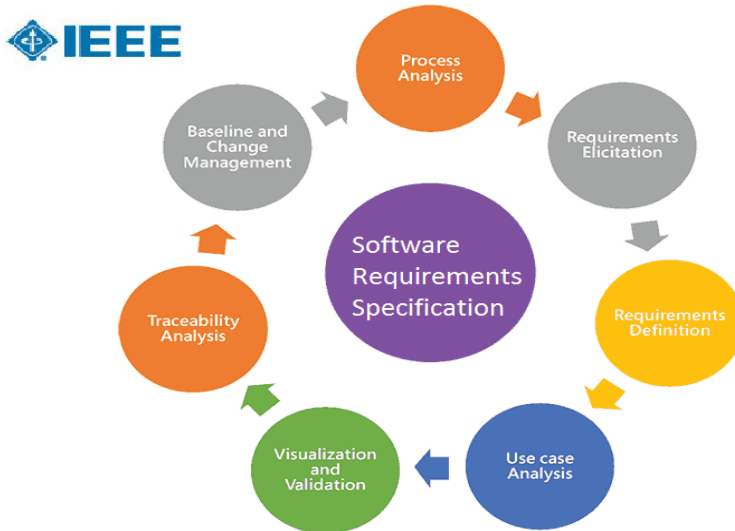 IEEE
Process
Analysis
Requirements
Elicitation
Requirements
Definition
Use case
Analysis
Visualization
and
Validation
Traceability
Analysis
Baseline and
Change
Management
Software
Requirements
Specification